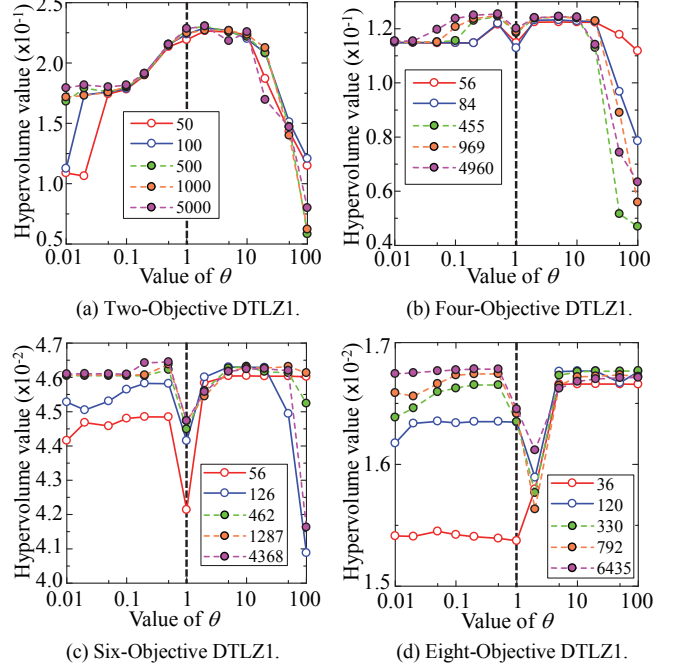 Hypervolume value (x10⁻¹)
2.5
2.0
1.5
1.0
0.5
50
100
500
1000
5000
0.01 0.1 1 10 100
Value of θ
(a) Two-Objective DTLZ1.
Hypervolume value (x10⁻¹)
1.2
1.0
0.8
0.6
0.4
56
84
455
969
4960
0.01 0.1 1 10 100
Value of θ
(b) Four-Objective DTLZ1.
Hypervolume value (x10⁻²)
4.7
4.6
4.5
4.4
4.3
4.2
4.1
4.0
56
126
462
1287
4368
0.01 0.1 1 10 100
Value of θ
(c) Six-Objective DTLZ1.
Hypervolume value (x10⁻²)
1.7
1.6
1.5
36
120
330
792
6435
0.01 0.1 1 10 100
Value of θ
(d) Eight-Objective DTLZ1.